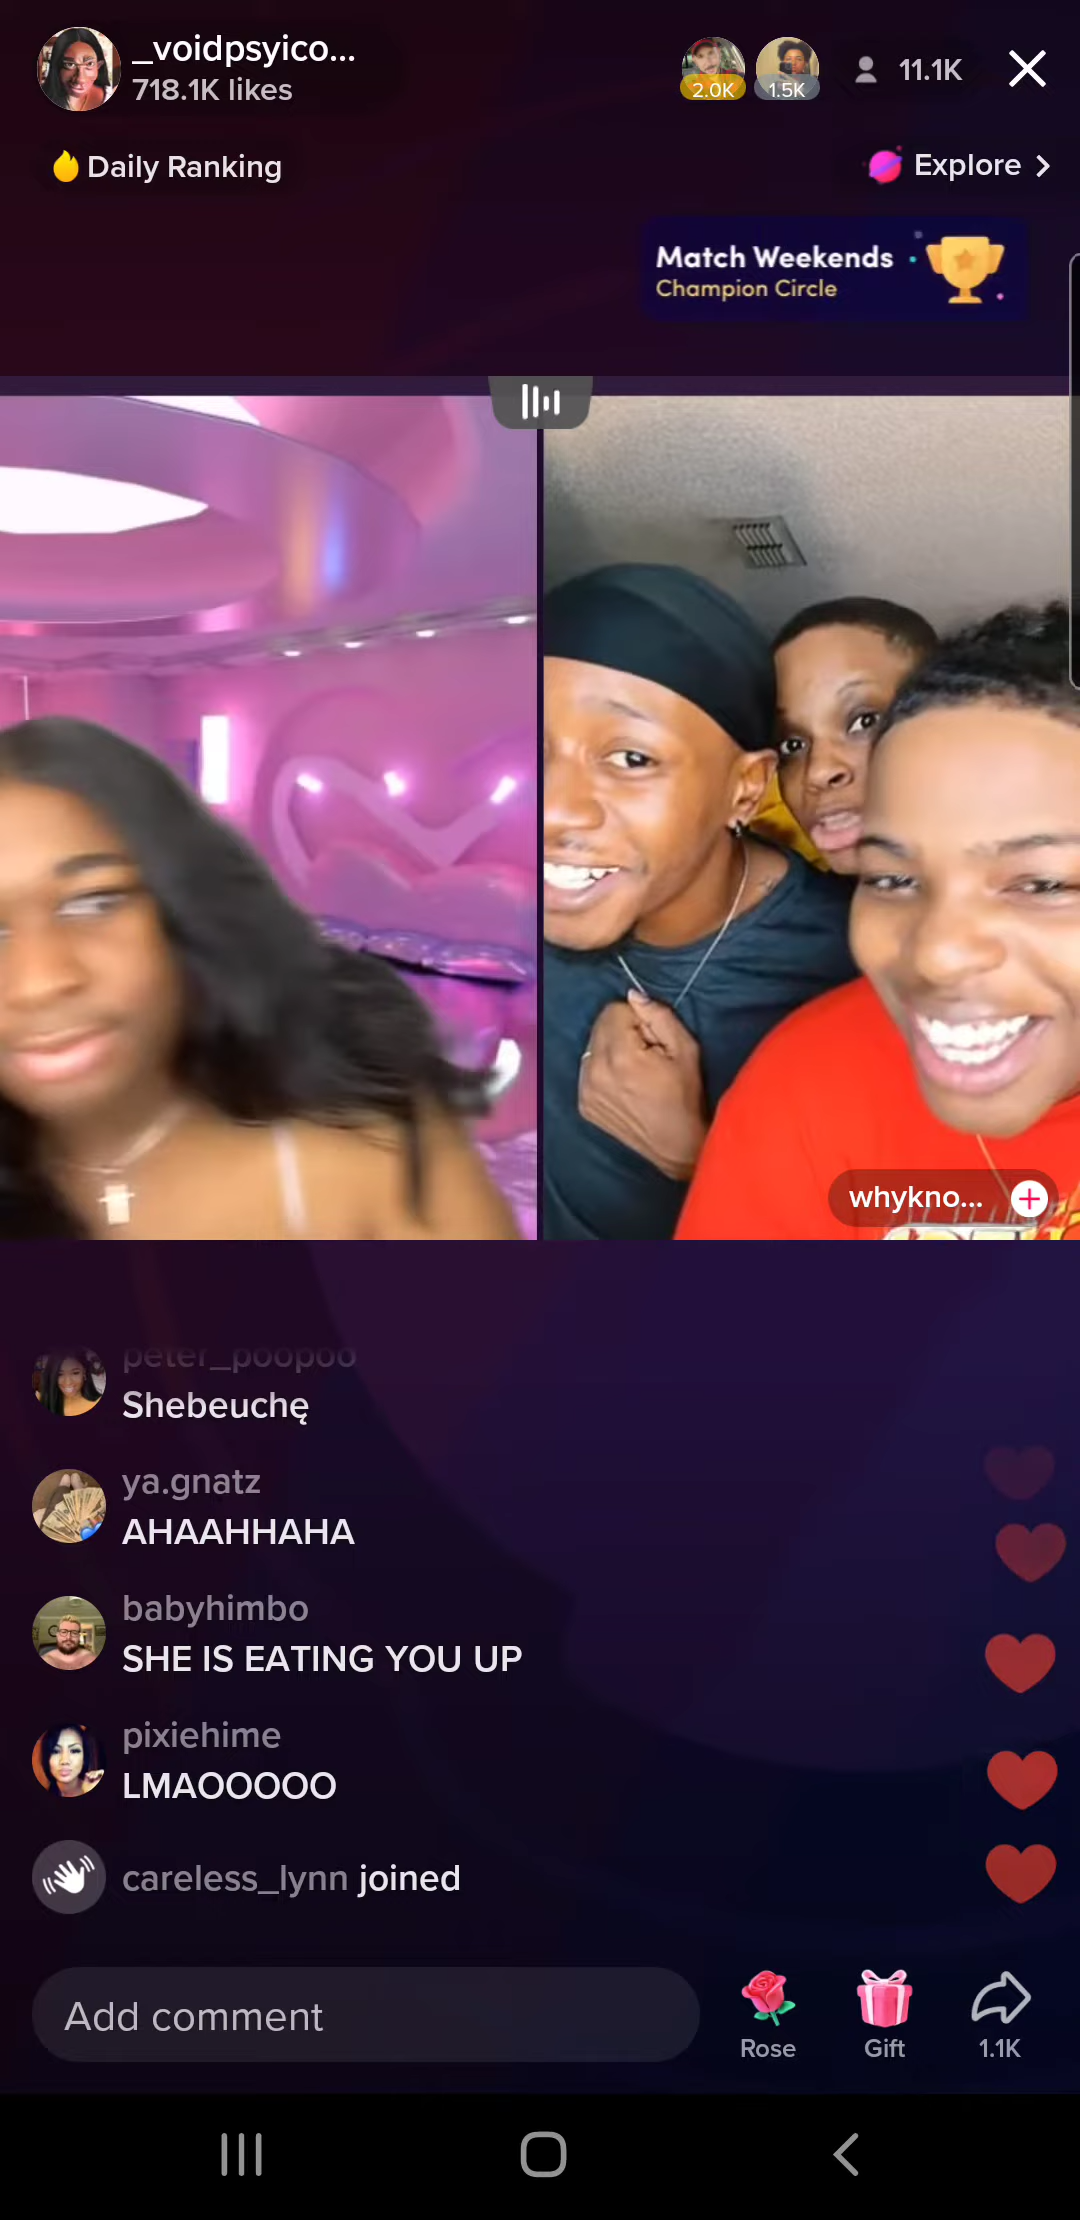 _voidpsyico...
718.1K likes
2.0K
1.5K
11.1K
Daily Ranking
Explore >
Match Weekends
Champion Circle
whykno...
peter_poopoo
Shebeuchę
ya.gnatz
AHAAHHAHA
babyhimbo
SHE IS EATING YOU UP
pixiehime
LMAOOOOO
careless_lynn joined
Add comment
Rose
Gift
1.1K